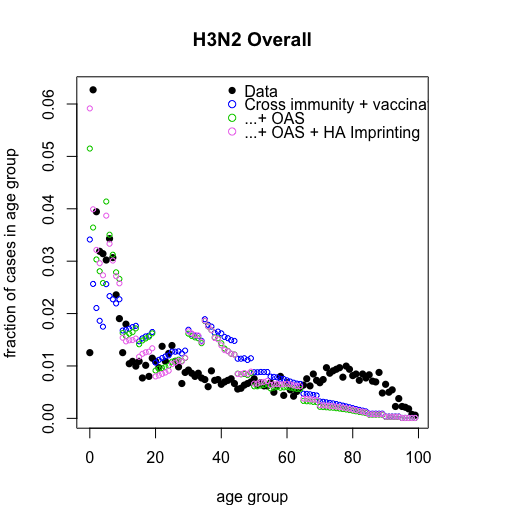 H3N2 Overall
Data
Cross immunity + vaccina
...+ OAS
...+ OAS + HA Imprinting
fraction of cases in age group
0.06
0.05
0.04
0.03
0.02
0.01
0.00
0 20 40 60 80 100
age group